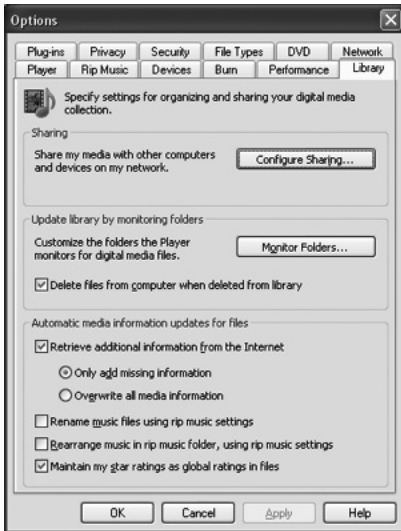 Options
Plug-ins Privacy Security File Types DVD Network
Player Rip Music Devices Burn Performance Library
Specify settings for organizing and sharing your digital media
collection.
Sharing
Share my media with other computers
and devices on my network.
Configure Sharing...
Update library by monitoring folders
Customize the folders the Player
monitors for digital media files.
Monitor Folders...
Delete files from computer when deleted from library
Automatic media information updates for files
Retrieve additional information from the Internet
Only add missing information
Overwrite all media information
Rename music files using rip music settings
Rearrange music in rip music folder, using rip music settings
Maintain my star ratings as global ratings in files
OK Cancel Apply Help